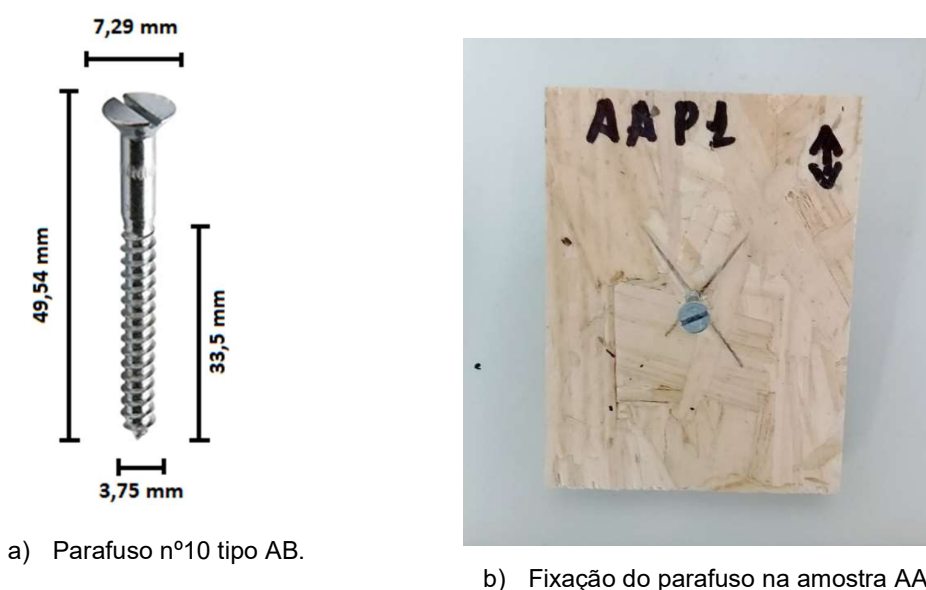 7,29 mm
49,54 mm
33,5 mm
3,75 mm
a) Parafuso nº10 tipo AB.
AAP1
b) Fixação do parafuso na amostra AA